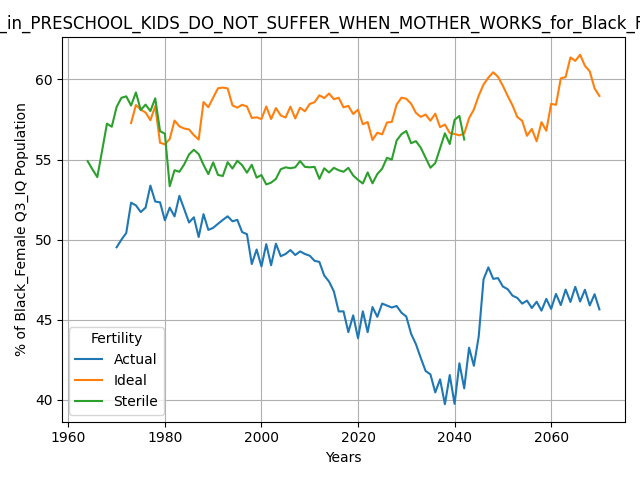 _in_PRESCHOOL_KIDS_DO_NOT_SUFFER_WHEN_MOTHER_WORKS_for_Black_F
% of Black_Female Q3_IQ Population
60
55
50
45
40
Fertility
Actual
Ideal
Sterile
1960 1980 2000 2020 2040 2060
Years